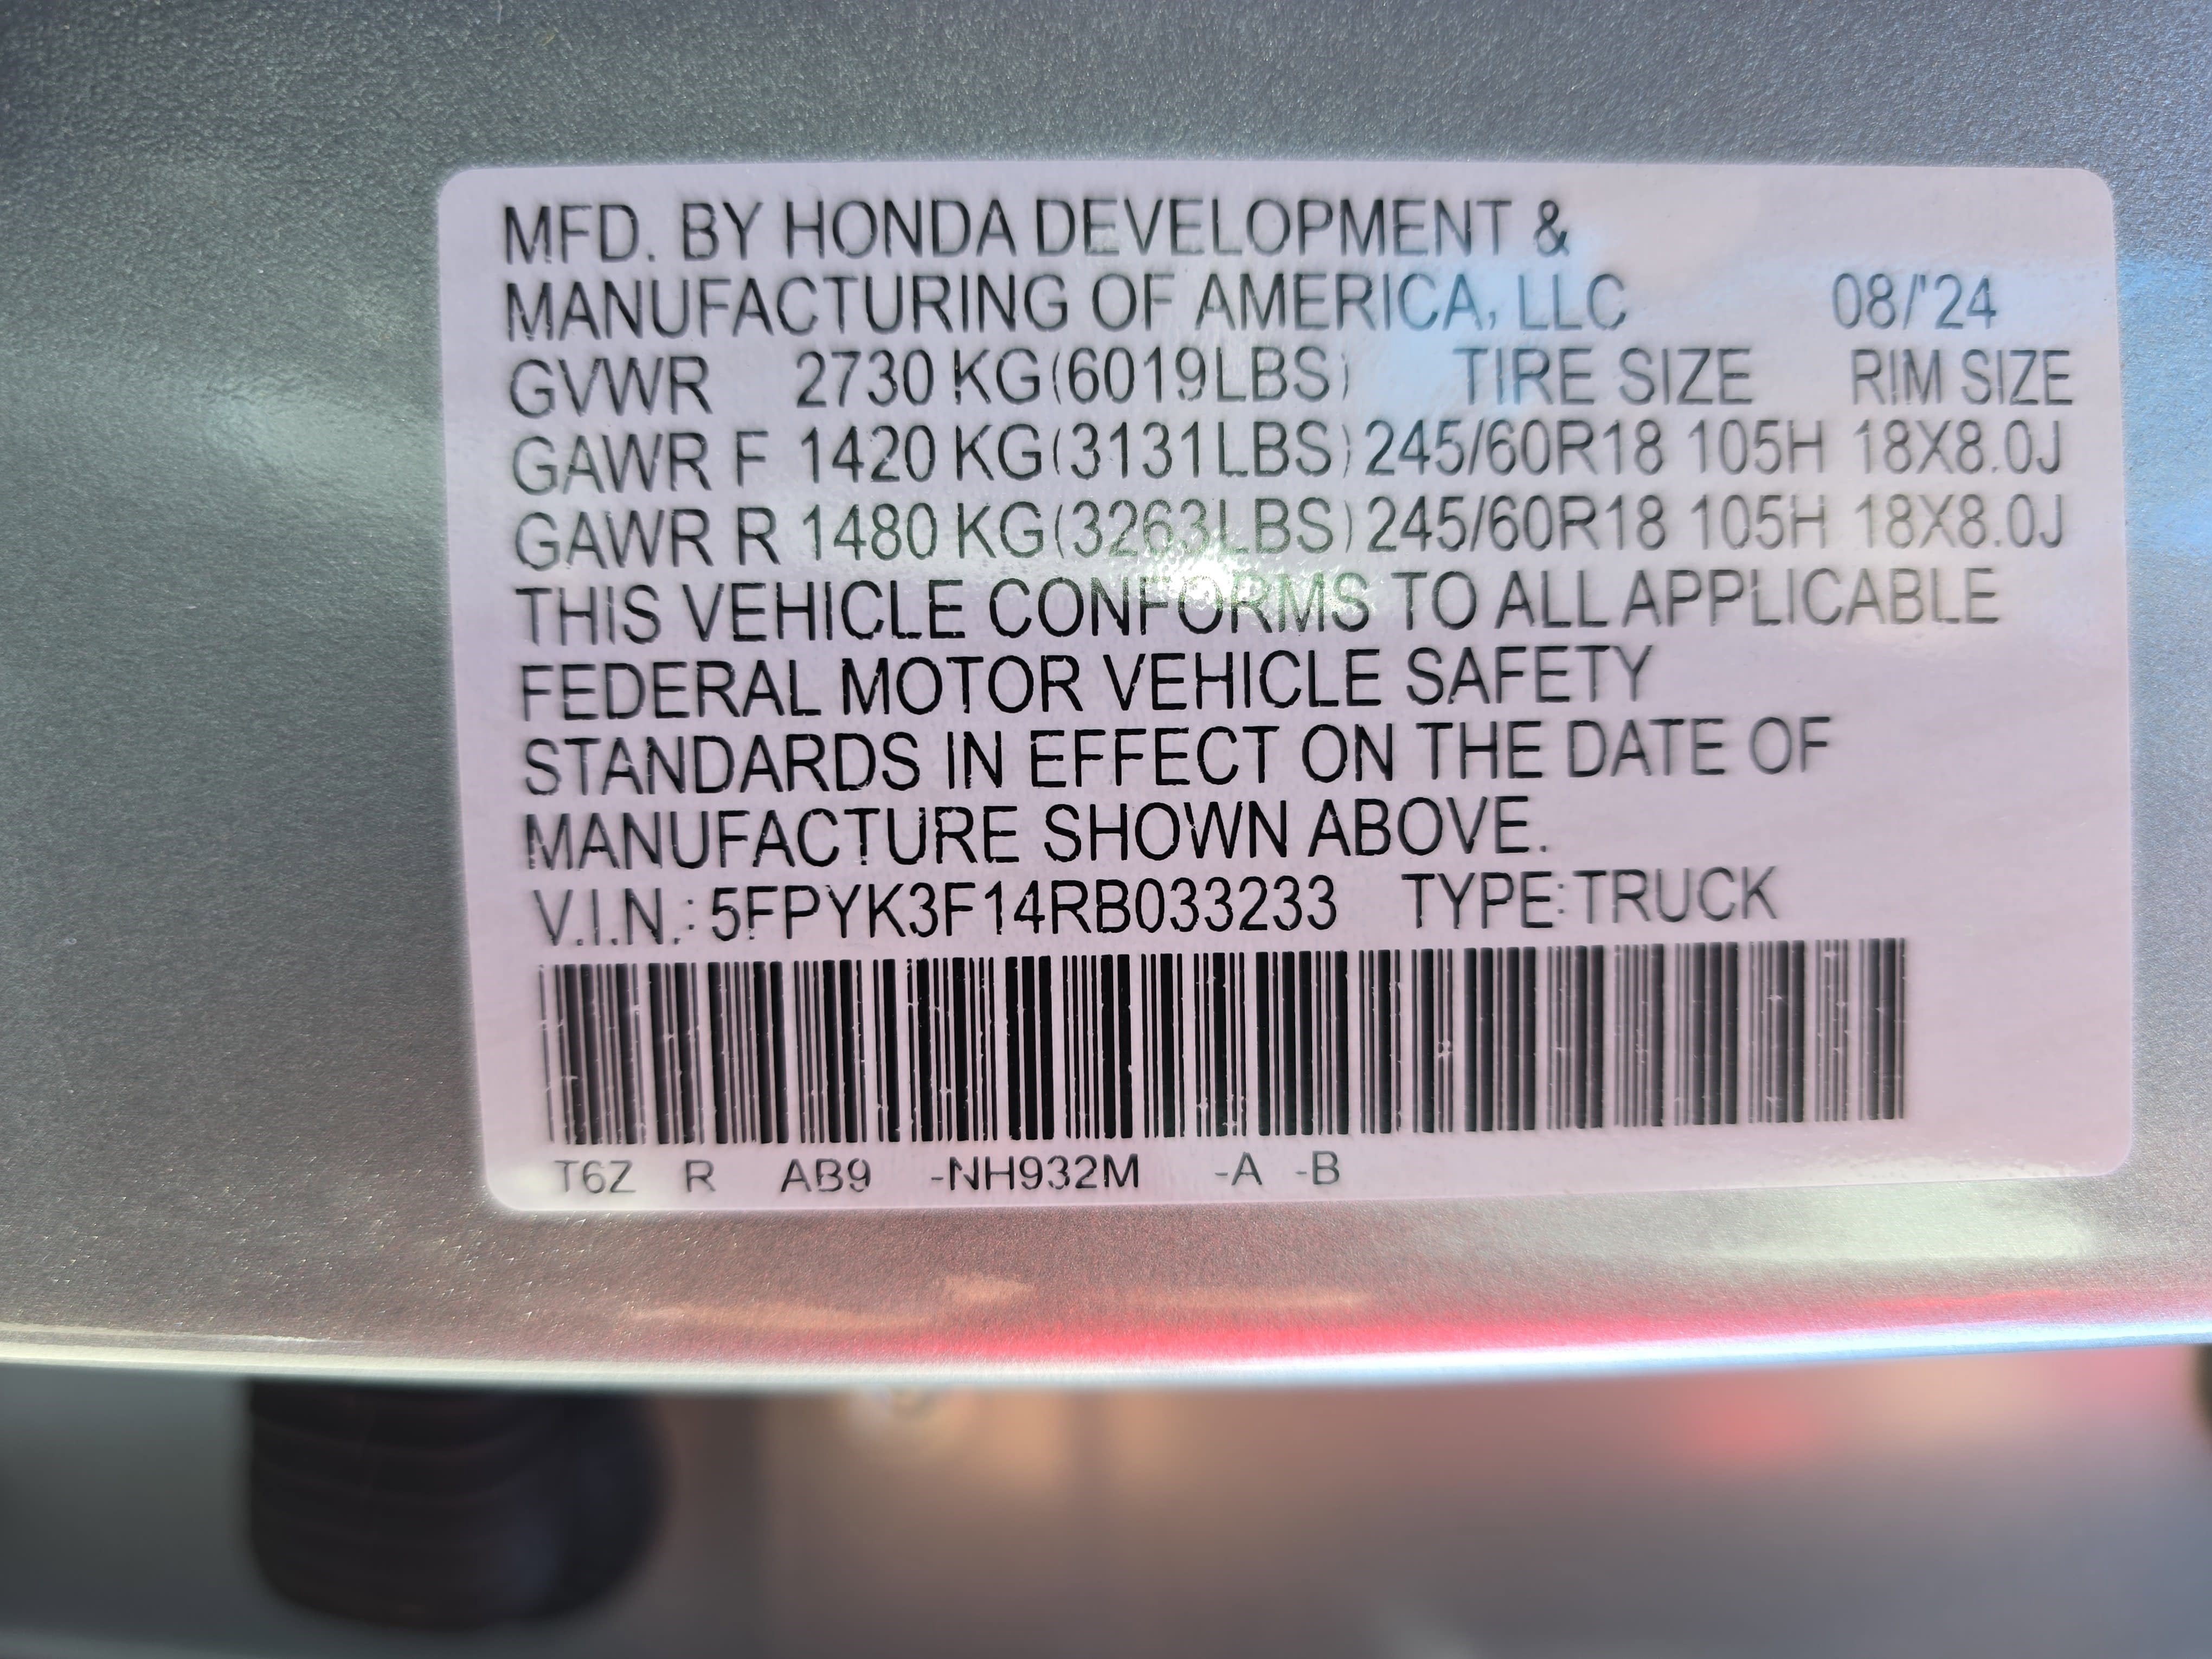 MFD. BY HONDA DEVELOPMENT &
MANUFACTURING OF AMERICA, LLC 08/'24
GVWR 2730 KG(6019LBS) TIRE SIZE RIM SIZE
GAWR F 1420 KG(3131LBS) 245/60R18 105H 18X8.0J
GAWR R 1480 KG(3263LBS) 245/60R18 105H 18X8.0J
THIS VEHICLE CONFORMS TO ALL APPLICABLE
FEDERAL MOTOR VEHICLE SAFETY
STANDARDS IN EFFECT ON THE DATE OF
MANUFACTURE SHOWN ABOVE.
V.I.N.: 5FPYK3F14RB033233 TYPE:TRUCK
T6Z R AB9 -NH932M -A -B